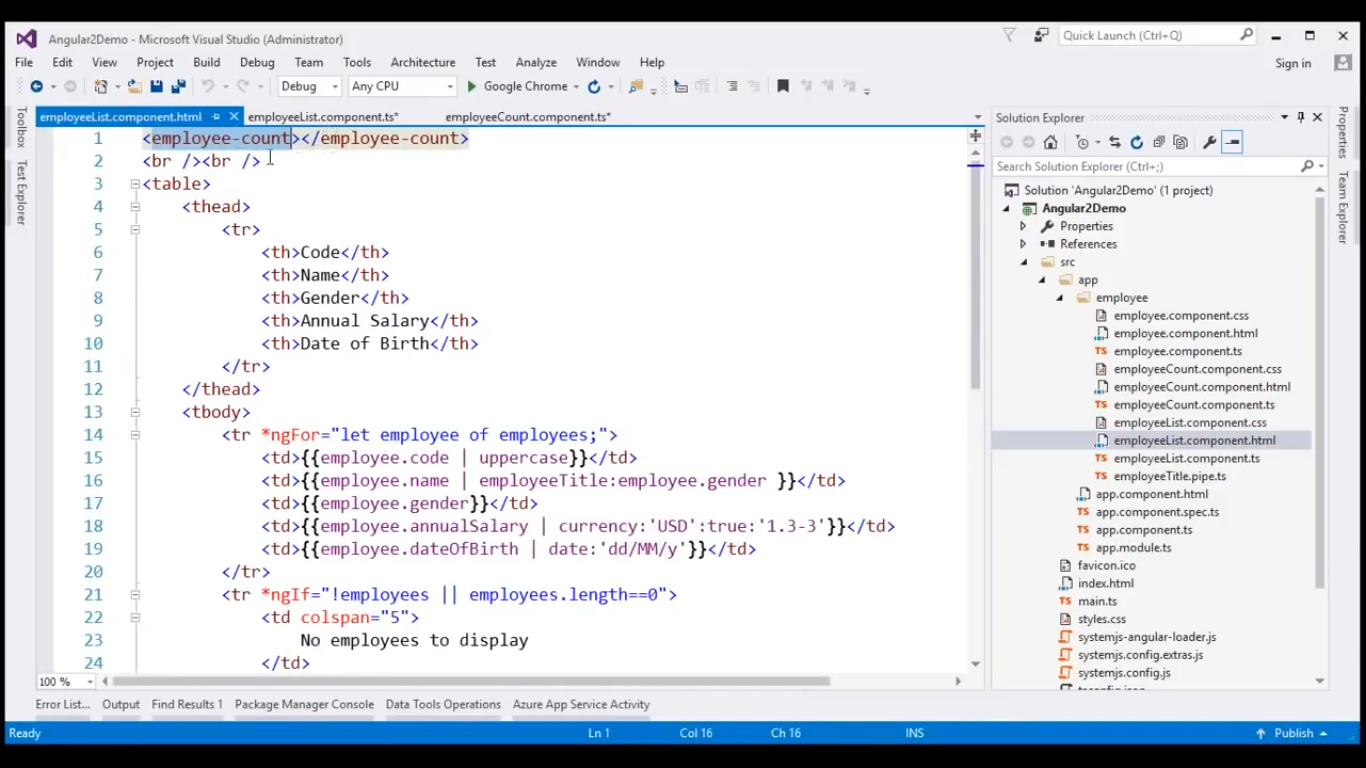 Angular2Demo - Microsoft Visual Studio (Administrator)
Quick Launch (Ctrl+Q)
File Edit View Project Build Debug Team Tools Architecture Test Analyze Window Help
Sign in
Debug Any CPU Google Chrome
Toolbox
Test Explorer
employeeList.component.html employeeList.component.ts* employeeCount.component.ts*
1 <employee-count></employee-count>
2 <br /><br />
3 <table>
4 <thead>
5 <tr>
6 <th>Code</th>
7 <th>Name</th>
8 <th>Gender</th>
9 <th>Annual Salary</th>
10 <th>Date of Birth</th>
11 </tr>
12 </thead>
13 <tbody>
14 <tr *ngFor="let employee of employees;">
15 <td>{{employee.code | uppercase}}</td>
16 <td>{{employee.name | employeeTitle:employee.gender }}</td>
17 <td>{{employee.gender}}</td>
18 <td>{{employee.annualSalary | currency:'USD':true:'1.3-3'}}</td>
19 <td>{{employee.dateOfBirth | date:'dd/MM/y'}}</td>
20 </tr>
21 <tr *ngIf="!employees || employees.length==0">
22 <td colspan="5">
23 No employees to display
24 </td>
100 %
Solution Explorer
Search Solution Explorer (Ctrl+;)
Solution 'Angular2Demo' (1 project)
Angular2Demo
Properties
References
src
app
employee
employee.component.css
employee.component.html
TS employee.component.ts
employeeCount.component.css
employeeCount.component.html
TS employeeCount.component.ts
employeeList.component.css
employeeList.component.html
TS employeeList.component.ts
TS employeeTitle.pipe.ts
app.component.html
TS app.component.spec.ts
TS app.component.ts
TS app.module.ts
favicon.ico
index.html
TS main.ts
styles.css
systemjs-angular-loader.js
systemjs.config.extras.js
systemjs.config.js
Properties
Team Explorer
Error List... Output Find Results 1 Package Manager Console Data Tools Operations Azure App Service Activity
Ready Ln 1 Col 16 Ch 16 INS Publish